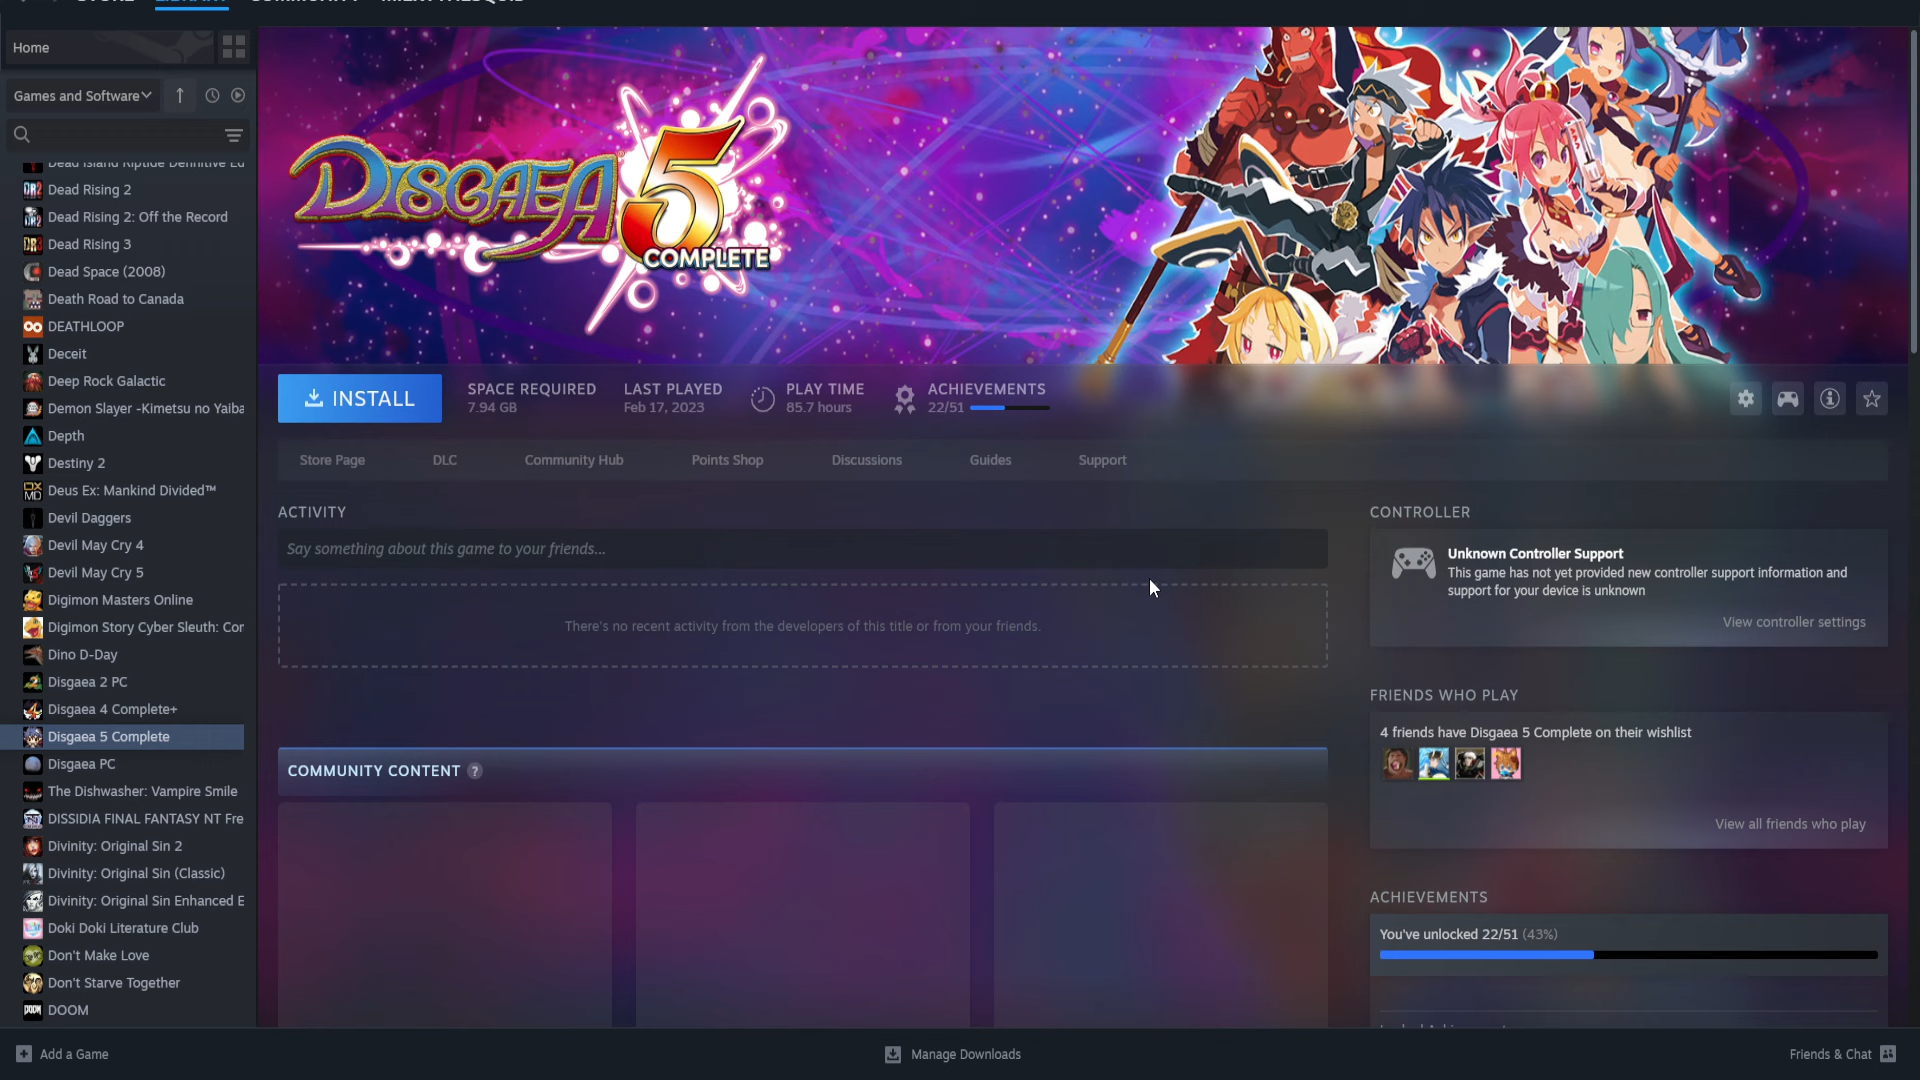 STORE LIBRARY COMMUNITY
Home
Games and Software
Dead Island Riptide Definitive Ed
Dead Rising 2
Dead Rising 2: Off the Record
Dead Rising 3
Dead Space (2008)
Death Road to Canada
DEATHLOOP
Deceit
Deep Rock Galactic
Demon Slayer -Kimetsu no Yaiba
Depth
Destiny 2
Deus Ex: Mankind Divided™
Devil Daggers
Devil May Cry 4
Devil May Cry 5
Digimon Masters Online
Digimon Story Cyber Sleuth: Cor
Dino D-Day
Disgaea 2 PC
Disgaea 4 Complete+
Disgaea 5 Complete
Disgaea PC
The Dishwasher: Vampire Smile
DISSIDIA FINAL FANTASY NT Fre
Divinity: Original Sin 2
Divinity: Original Sin (Classic)
Divinity: Original Sin Enhanced E
Doki Doki Literature Club
Don't Make Love
Don't Starve Together
DOOM
DISGAEA 5
COMPLETE
INSTALL
SPACE REQUIRED
7.94 GB
LAST PLAYED
Feb 17, 2023
PLAY TIME
85.7 hours
ACHIEVEMENTS
22/51
Store Page DLC Community Hub Points Shop Discussions Guides Support
ACTIVITY
Say something about this game to your friends...
There's no recent activity from the developers of this title or from your friends.
COMMUNITY CONTENT ?
CONTROLLER
Unknown Controller Support
This game has not yet provided new controller support information and
support for your device is unknown
View controller settings
FRIENDS WHO PLAY
4 friends have Disgaea 5 Complete on their wishlist
View all friends who play
ACHIEVEMENTS
You've unlocked 22/51 (43%)
Add a Game
Manage Downloads
Friends & Chat